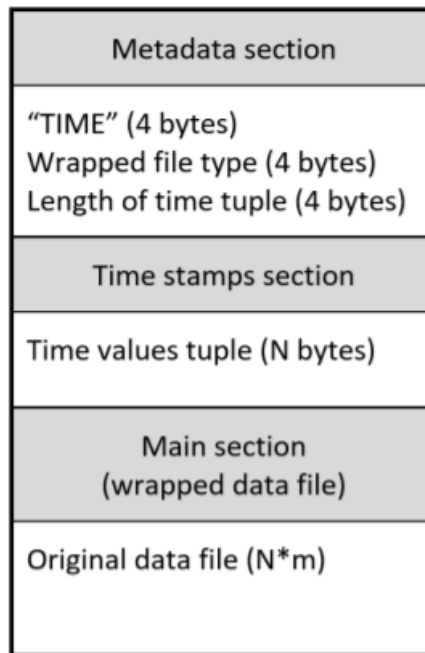 Metadata section
“TIME” (4 bytes)
Wrapped file type (4 bytes)
Length of time tuple (4 bytes)
Time stamps section
Time values tuple (N bytes)
Main section
(wrapped data file)
Original data file (N*m)